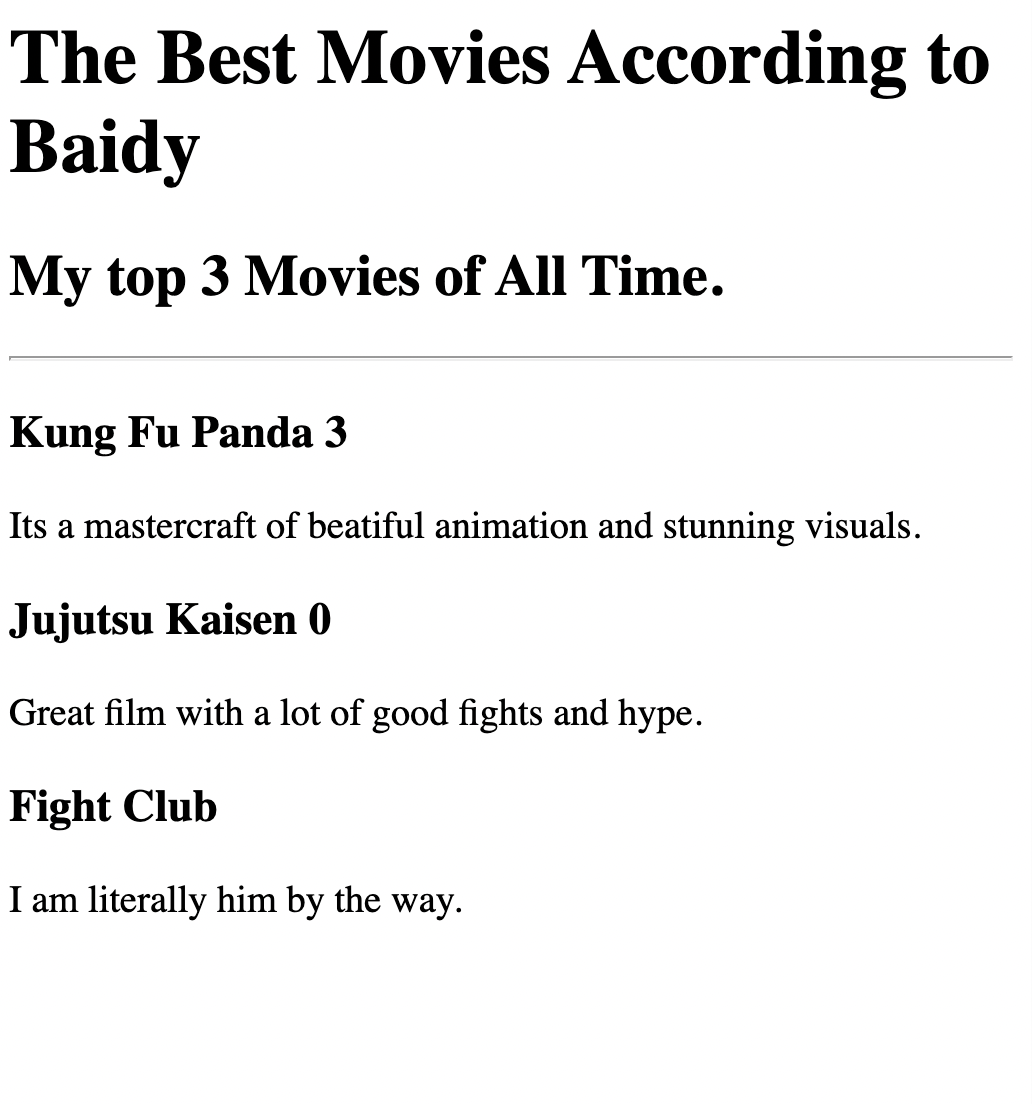 The Best Movies According to
Baidy
My top 3 Movies of All Time.
Kung Fu Panda 3
Its a mastercraft of beatiful animation and stunning visuals.
Jujutsu Kaisen 0
Great film with a lot of good fights and hype.
Fight Club
I am literally him by the way.